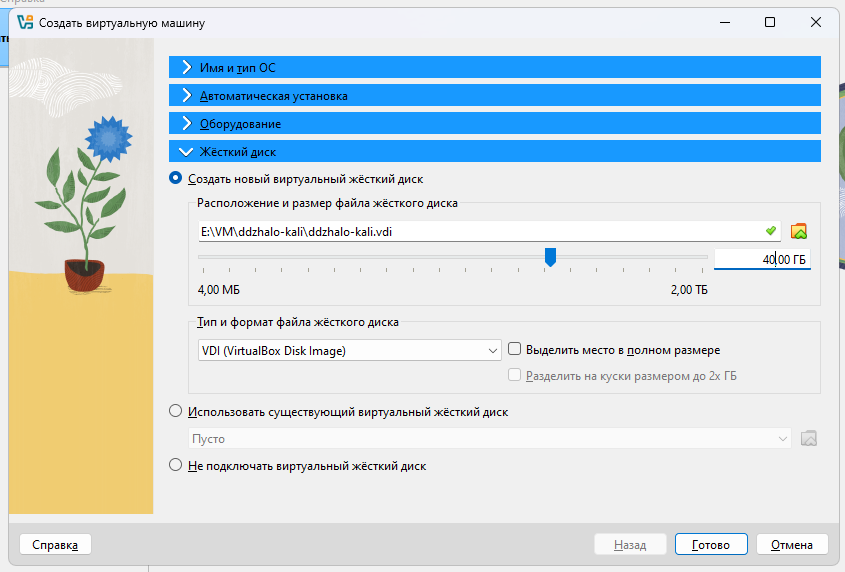 Справка
Создать виртуальную машину
Имя и тип ОС
Автоматическая установка
Оборудование
Жёсткий диск
Создать новый виртуальный жёсткий диск
Расположение и размер файла жёсткого диска
E:\VM\ddzhalo-kali\ddzhalo-kali.vdi
40,00 ГБ
4,00 МБ 2,00 ТБ
Тип и формат файла жёсткого диска
VDI (VirtualBox Disk Image) Выделить место в полном размере
Разделить на куски размером до 2х ГБ
Использовать существующий виртуальный жёсткий диск
Пусто
Не подключать виртуальный жёсткий диск
Справка Назад Готово Отмена